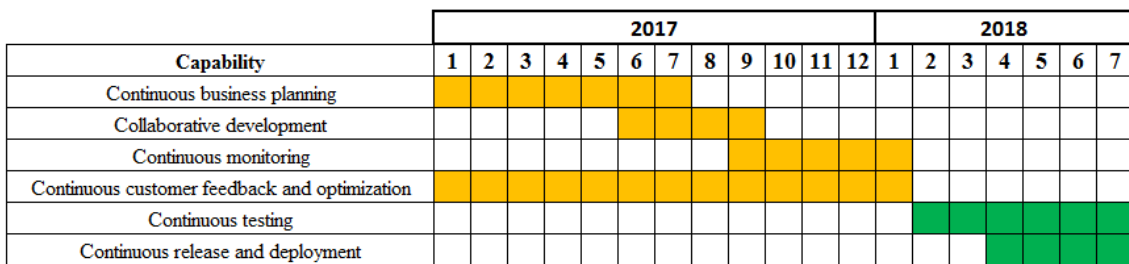 2017 2018
Capability 1 2 3 4 5 6 7 8 9 10 11 12 1 2 3 4 5 6 7
Continuous business planning
Collaborative development
Continuous monitoring
Continuous customer feedback and optimization
Continuous testing
Continuous release and deployment